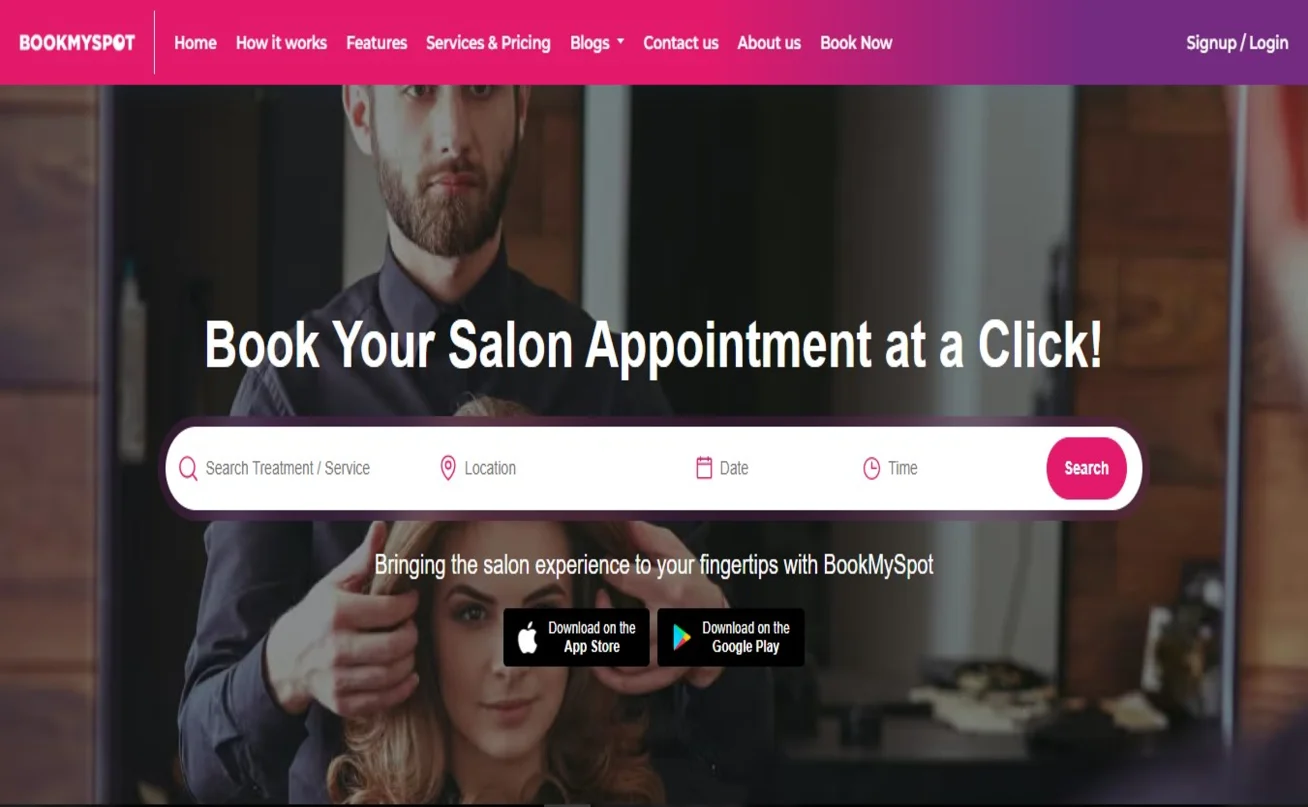 BOOKMYSPOT
Home How it works Features Services & Pricing Blogs Contact us About us Book Now Signup / Login
Book Your Salon Appointment at a Click!
Search Treatment / Service Location Date Time Search
Bringing the salon experience to your fingertips with BookMySpot
Download on the
App Store
Download on the
Google Play